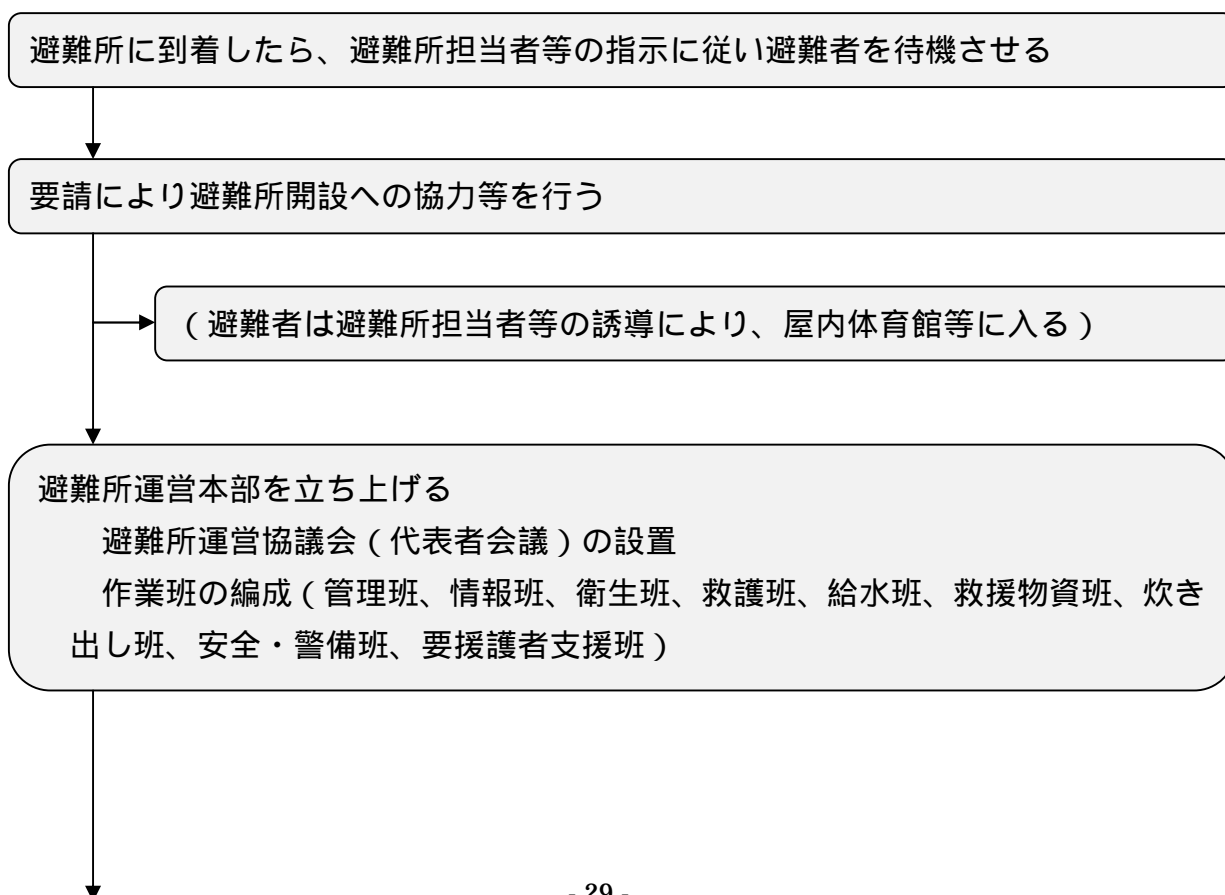 避難所に到着したら、避難所担当者等の指示に従い避難者を待機させる
要請により避難所開設への協力等を行う
（避難者は避難所担当者等の誘導により、屋内体育館等に入る）
避難所運営本部を立ち上げる
避難所運営協議会（代表者会議）の設置
作業班の編成（管理班、情報班、衛生班、救護班、給水班、救援物資班、炊き
出し班、安全・警備班、要援護者支援班）
- 29 -